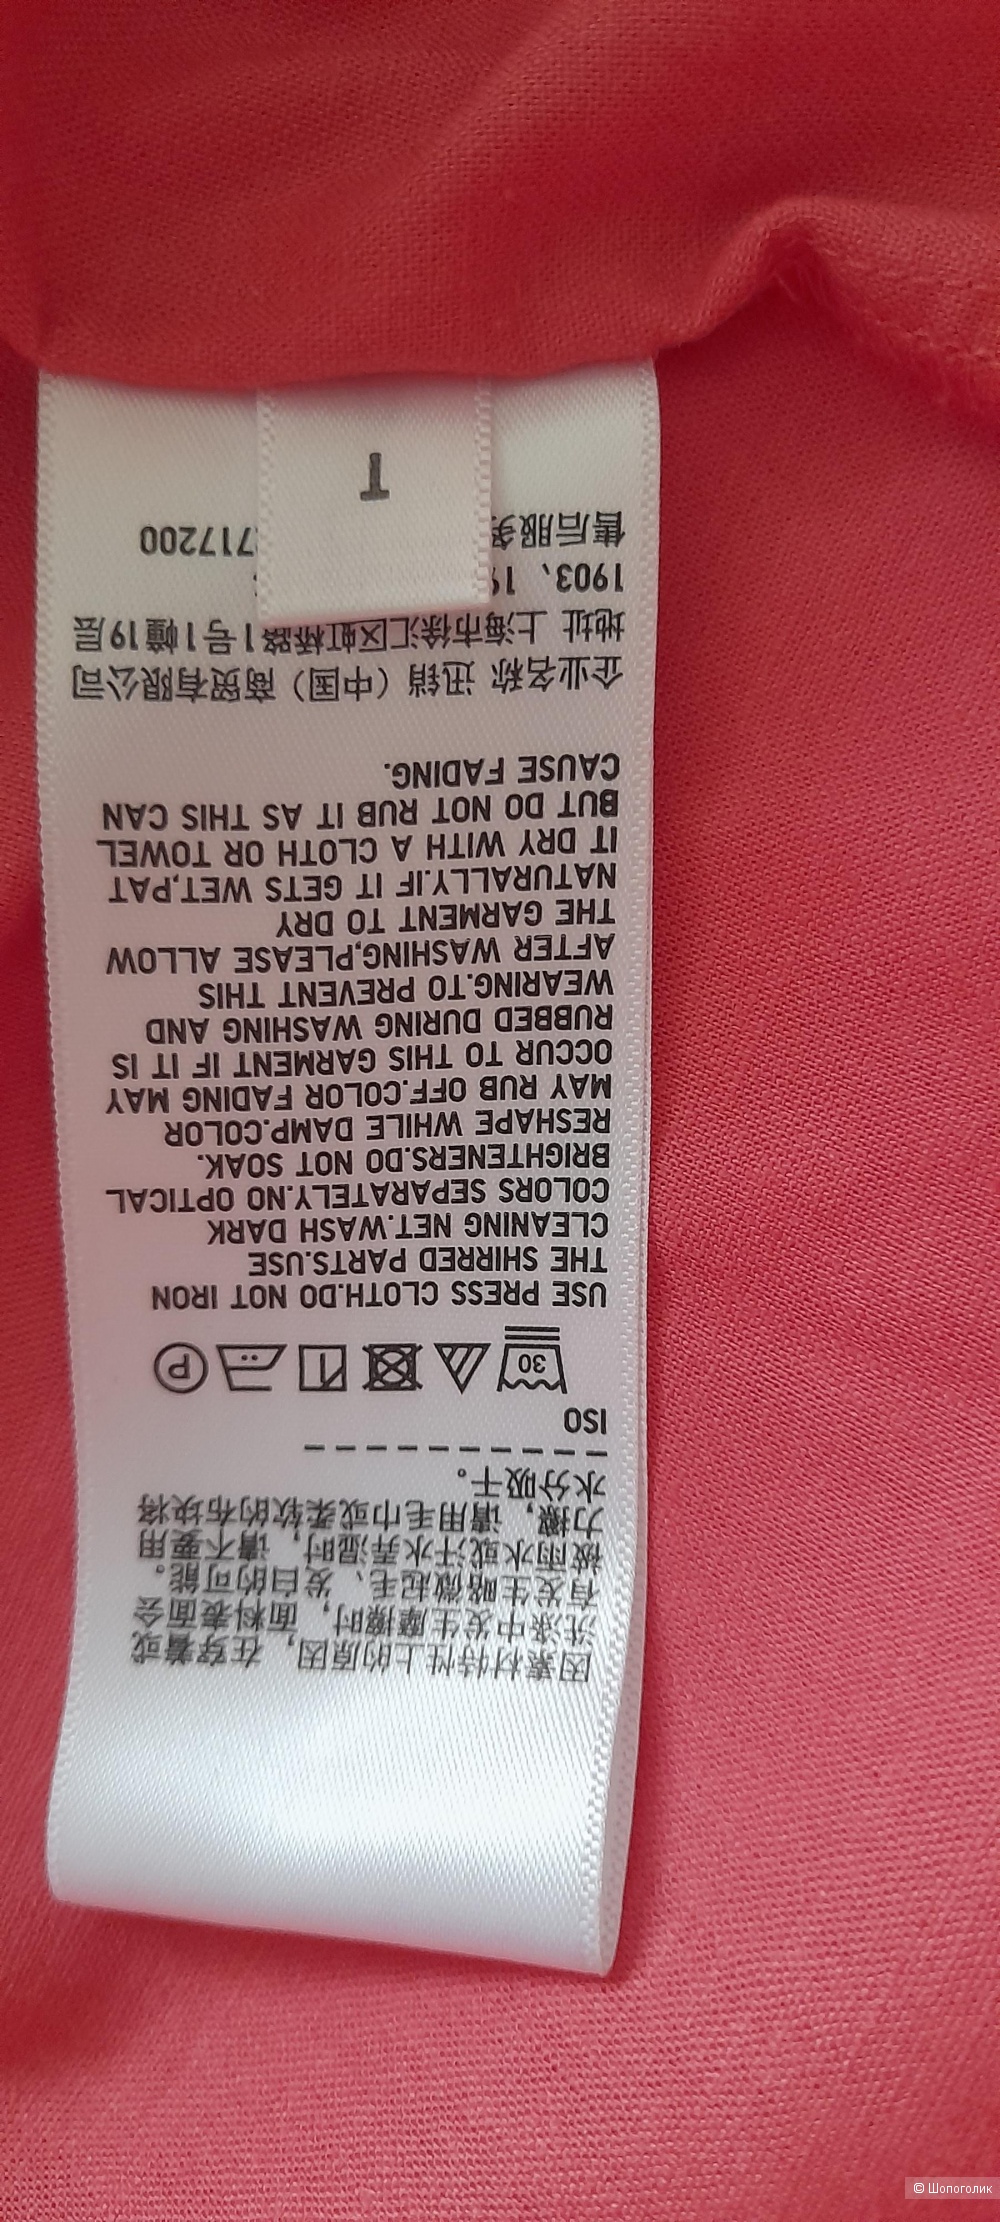 因素材特性上的原因，在穿着或
洗涤中发生摩擦时，面料表面会
有发生略微起毛、发白的可能。
被雨水或汗水弄湿时，请不要用
力擦，请用毛巾或柔软的布块将
水分吸干。
----------
ISO
30
P
USE PRESS CLOTH.DO NOT IRON
THE SHIRRED PARTS.USE
CLEANING NET.WASH DARK
COLORS SEPARATELY.NO OPTICAL
BRIGHTENERS.DO NOT SOAK.
RESHAPE WHILE DAMP.COLOR
MAY RUB OFF.COLOR FADING MAY
OCCUR TO THIS GARMENT IF IT IS
RUBBED DURING WASHING AND
WEARING.TO PREVENT THIS
AFTER WASHING,PLEASE ALLOW
THE GARMENT TO DRY
NATURALLY.IF IT GETS WET,PAT
IT DRY WITH A CLOTH OR TOWEL
BUT DO NOT RUB IT AS THIS CAN
CAUSE FADING.
企业名称 迅销（中国）商贸有限公司
地址 上海市徐汇区虹桥路1号1幢19层
1903、
售后服务 717200
T
© Шопоголик